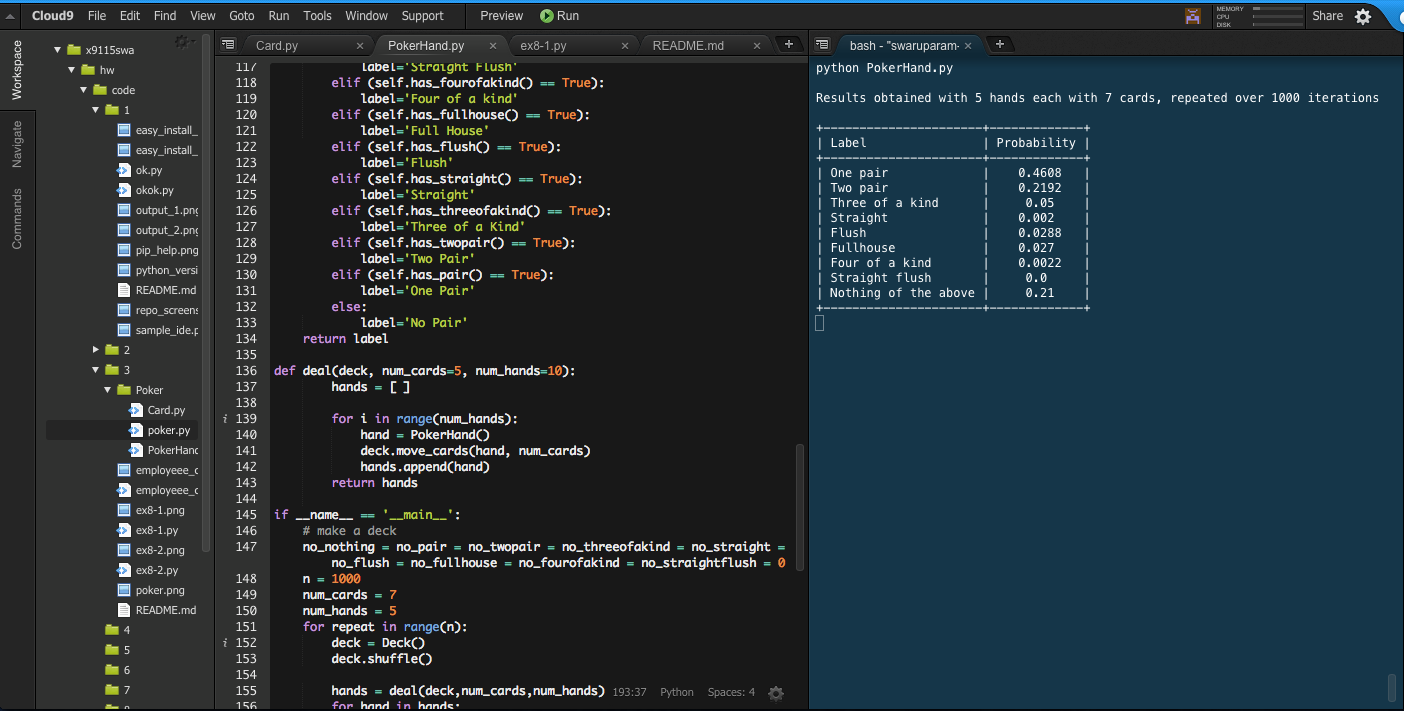 Cloud9 File Edit Find View Goto Run Tools Window Support Preview Run MEMORY CPU DISK Share
Workspace
Navigate
Commands
x9115swa
hw
code
1
easy_install_
easy_install_
ok.py
okok.py
output_1.png
output_2.png
pip_help.png
python_versi
README.md
repo_screens
sample_ide.p
2
3
Poker
Card.py
poker.py
PokerHand
employeee_c
employeee_c
ex8-1.png
ex8-1.py
ex8-2.png
ex8-2.py
poker.png
README.md
4
5
6
7
8
Card.py × PokerHand.py × ex8-1.py × README.md × +
117 label='Straight Flush'
118 elif (self.has_fourofakind() == True):
119 label='Four of a kind'
120 elif (self.has_fullhouse() == True):
121 label='Full House'
122 elif (self.has_flush() == True):
123 label='Flush'
124 elif (self.has_straight() == True):
125 label='Straight'
126 elif (self.has_threeofakind() == True):
127 label='Three of a Kind'
128 elif (self.has_twopair() == True):
129 label='Two Pair'
130 elif (self.has_pair() == True):
131 label='One Pair'
132 else:
133 label='No Pair'
134 return label
135
136 def deal(deck, num_cards=5, num_hands=10):
137 hands = [ ]
138
i 139 for i in range(num_hands):
140 hand = PokerHand()
141 deck.move_cards(hand, num_cards)
142 hands.append(hand)
143 return hands
144
145 if __name__ == '__main__':
146 # make a deck
147 no_nothing = no_pair = no_twopair = no_threeofakind = no_straight =
no_flush = no_fullhouse = no_fourofakind = no_straightflush = 0
148 n = 1000
149 num_cards = 7
150 num_hands = 5
151 for repeat in range(n):
i 152 deck = Deck()
153 deck.shuffle()
154
155 hands = deal(deck,num_cards,num_hands)
156 for hand in hands:
193:37 Python Spaces: 4
bash - "swaruparam- × +
python PokerHand.py
Results obtained with 5 hands each with 7 cards, repeated over 1000 iterations
+-----------------------+-------------+
| Label | Probability |
+-----------------------+-------------+
| One pair | 0.4608 |
| Two pair | 0.2192 |
| Three of a kind | 0.05 |
| Straight | 0.002 |
| Flush | 0.0288 |
| Fullhouse | 0.027 |
| Four of a kind | 0.0022 |
| Straight flush | 0.0 |
| Nothing of the above | 0.21 |
+-----------------------+-------------+